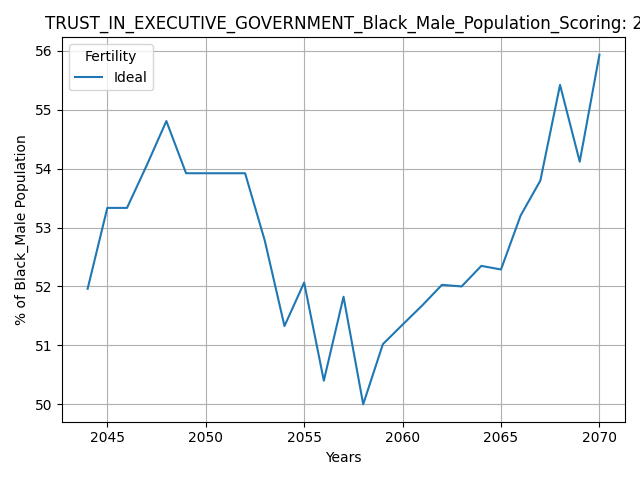 TRUST_IN_EXECUTIVE_GOVERNMENT_Black_Male_Population_Scoring: 2
Fertility
Ideal
56
55
54
53
52
51
50
% of Black_Male Population
2045 2050 2055 2060 2065 2070
Years